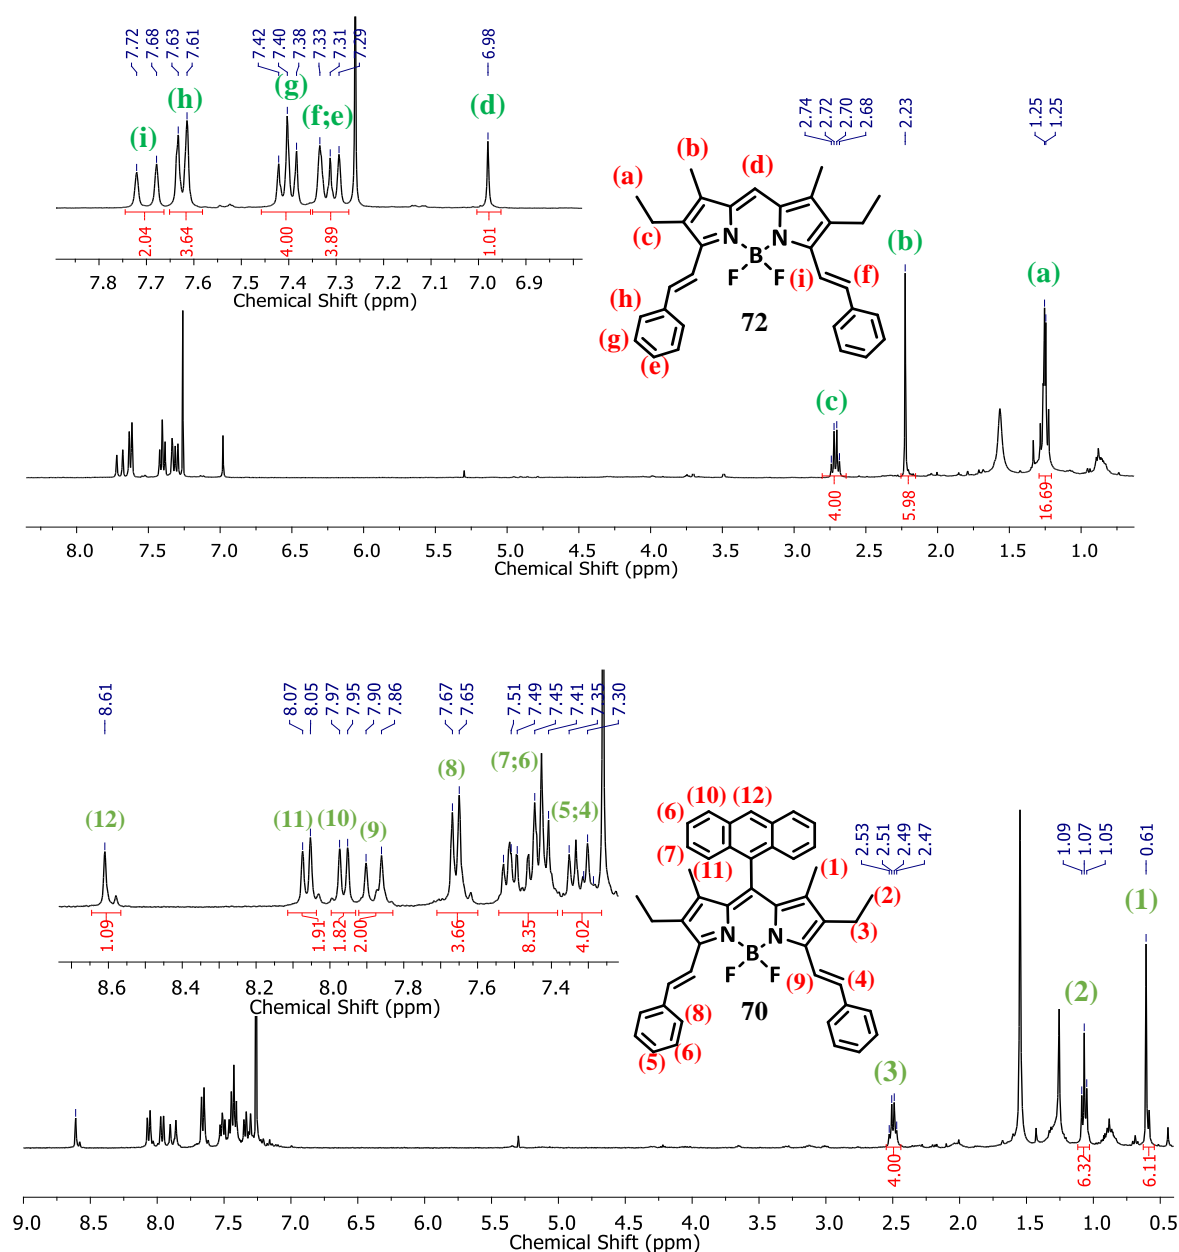 7.72 7.68 7.63 7.61 7.42 7.40 7.38 7.33 7.31 7.29 6.98
(i) (h) (g) (f;e) (d)
2.04 3.64 4.00 3.89 1.01
7.8 7.7 7.6 7.5 7.4 7.3 7.2 7.1 7.0 6.9
Chemical Shift (ppm)
2.74 2.72 2.70 2.68 2.23 1.25 1.25
(b) (d)
(a)
(c)
N N
B
F F
(i) (f)
(h)
72
(g)
(e)
(b)
(a)
(c)
4.00 5.98 16.69
8.0 7.5 7.0 6.5 6.0 5.5 5.0 4.5 4.0 3.5 3.0 2.5 2.0 1.5 1.0
Chemical Shift (ppm)
8.61 8.07 8.05 7.97 7.95 7.90 7.86 7.67 7.65 7.51 7.49 7.45 7.41 7.35 7.30
(12) (11) (10) (9) (8) (7;6) (5;4)
1.09 1.91 1.82 2.00 3.66 8.35 4.02
8.6 8.4 8.2 8.0 7.8 7.6 7.4
Chemical Shift (ppm)
(10) (12)
(6)
(7)
(11) (1)
(2)
(3)
N N
B
F F
(9) (4)
70
(8)
(5) (6)
2.53 2.51 2.49 2.47 1.09 1.07 1.05 0.61
(1)
(2)
(3)
4.00 6.32 6.11
9.0 8.5 8.0 7.5 7.0 6.5 6.0 5.5 5.0 4.5 4.0 3.5 3.0 2.5 2.0 1.5 1.0 0.5
Chemical Shift (ppm)